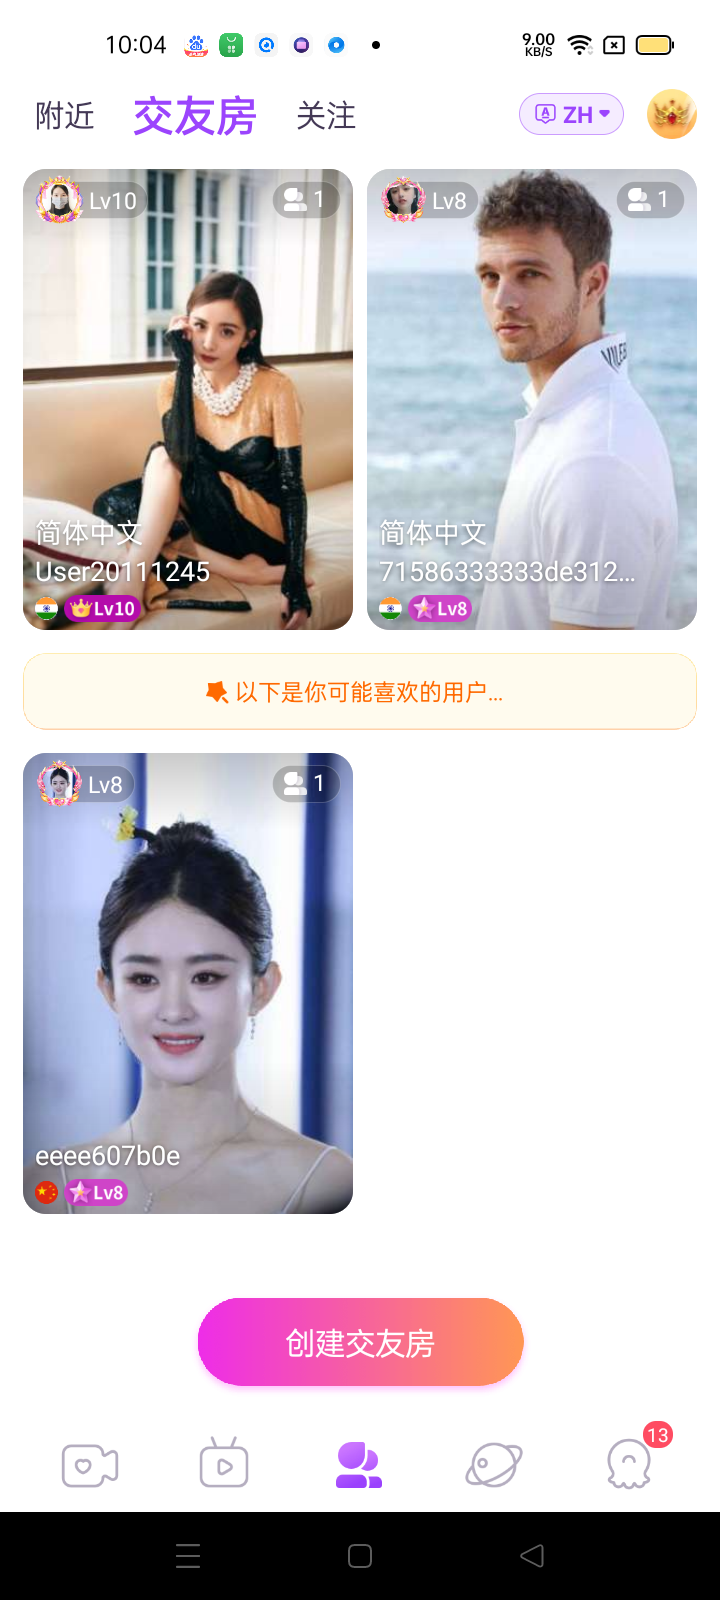 10:04
9.00
KB/S
附近
交友房
关注
ZH
Lv10
1
Lv8
1
简体中文
User20111245
Lv10
简体中文
71586333333de312...
Lv8
以下是你可能喜欢的用户...
Lv8
1
eeee607b0e
Lv8
创建交友房
13